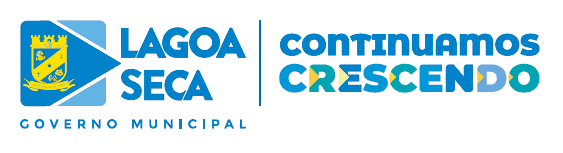 LAGOA
SECA
GOVERNO MUNICIPAL
CONTINUAMOS
CRESCENDO